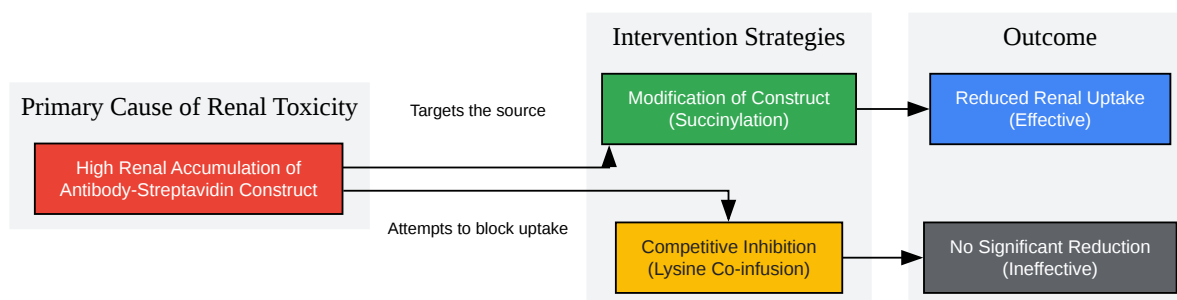 Primary Cause of Renal Toxicity
High Renal Accumulation of
Antibody-Streptavidin Construct
Targets the source
Attempts to block uptake
Intervention Strategies
Modification of Construct
(Succinylation)
Competitive Inhibition
(Lysine Co-infusion)
Outcome
Reduced Renal Uptake
(Effective)
No Significant Reduction
(Ineffective)